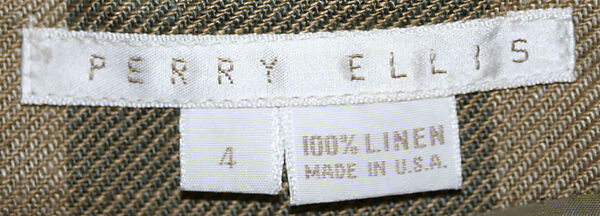 PERRY ELLIS
4
100% LINEN
MADE IN U.S.A.